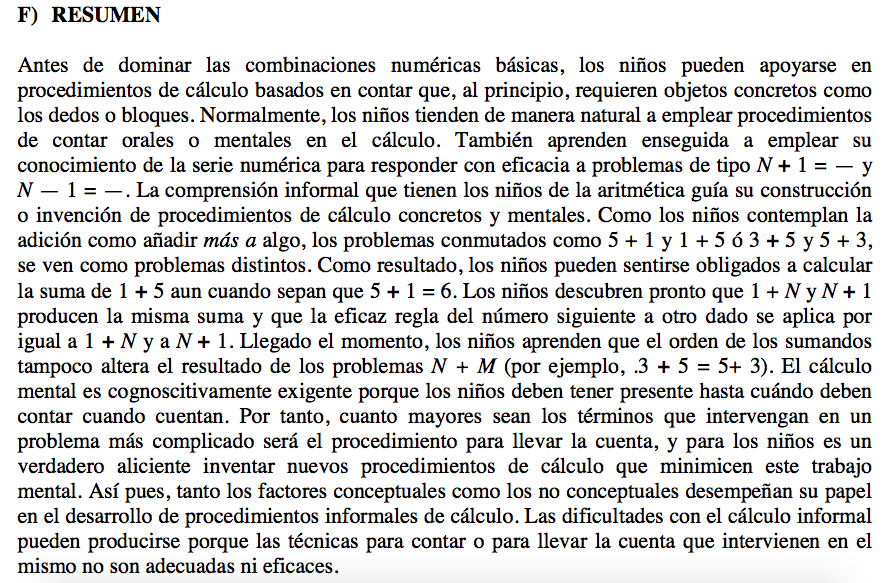 F) RESUMEN
Antes de dominar las combinaciones numéricas básicas, los niños pueden apoyarse en
procedimientos de cálculo basados en contar que, al principio, requieren objetos concretos como
los dedos o bloques. Normalmente, los niños tienden de manera natural a emplear procedimientos
de contar orales o mentales en el cálculo. También aprenden enseguida a emplear su
conocimiento de la serie numérica para responder con eficacia a problemas de tipo N + 1 = — y
N — 1 = —. La comprensión informal que tienen los niños de la aritmética guía su construcción
o invención de procedimientos de cálculo concretos y mentales. Como los niños contemplan la
adición como añadir más a algo, los problemas conmutados como 5 + 1 y 1 + 5 ó 3 + 5 y 5 + 3,
se ven como problemas distintos. Como resultado, los niños pueden sentirse obligados a calcular
la suma de 1 + 5 aun cuando sepan que 5 + 1 = 6. Los niños descubren pronto que 1 + N y N + 1
producen la misma suma y que la eficaz regla del número siguiente a otro dado se aplica por
igual a 1 + N y a N + 1. Llegado el momento, los niños aprenden que el orden de los sumandos
tampoco altera el resultado de los problemas N + M (por ejemplo, .3 + 5 = 5+ 3). El cálculo
mental es cognoscitivamente exigente porque los niños deben tener presente hasta cuándo deben
contar cuando cuentan. Por tanto, cuanto mayores sean los términos que intervengan en un
problema más complicado será el procedimiento para llevar la cuenta, y para los niños es un
verdadero aliciente inventar nuevos procedimientos de cálculo que minimicen este trabajo
mental. Así pues, tanto los factores conceptuales como los no conceptuales desempeñan su papel
en el desarrollo de procedimientos informales de cálculo. Las dificultades con el cálculo informal
pueden producirse porque las técnicas para contar o para llevar la cuenta que intervienen en el
mismo no son adecuadas ni eficaces.